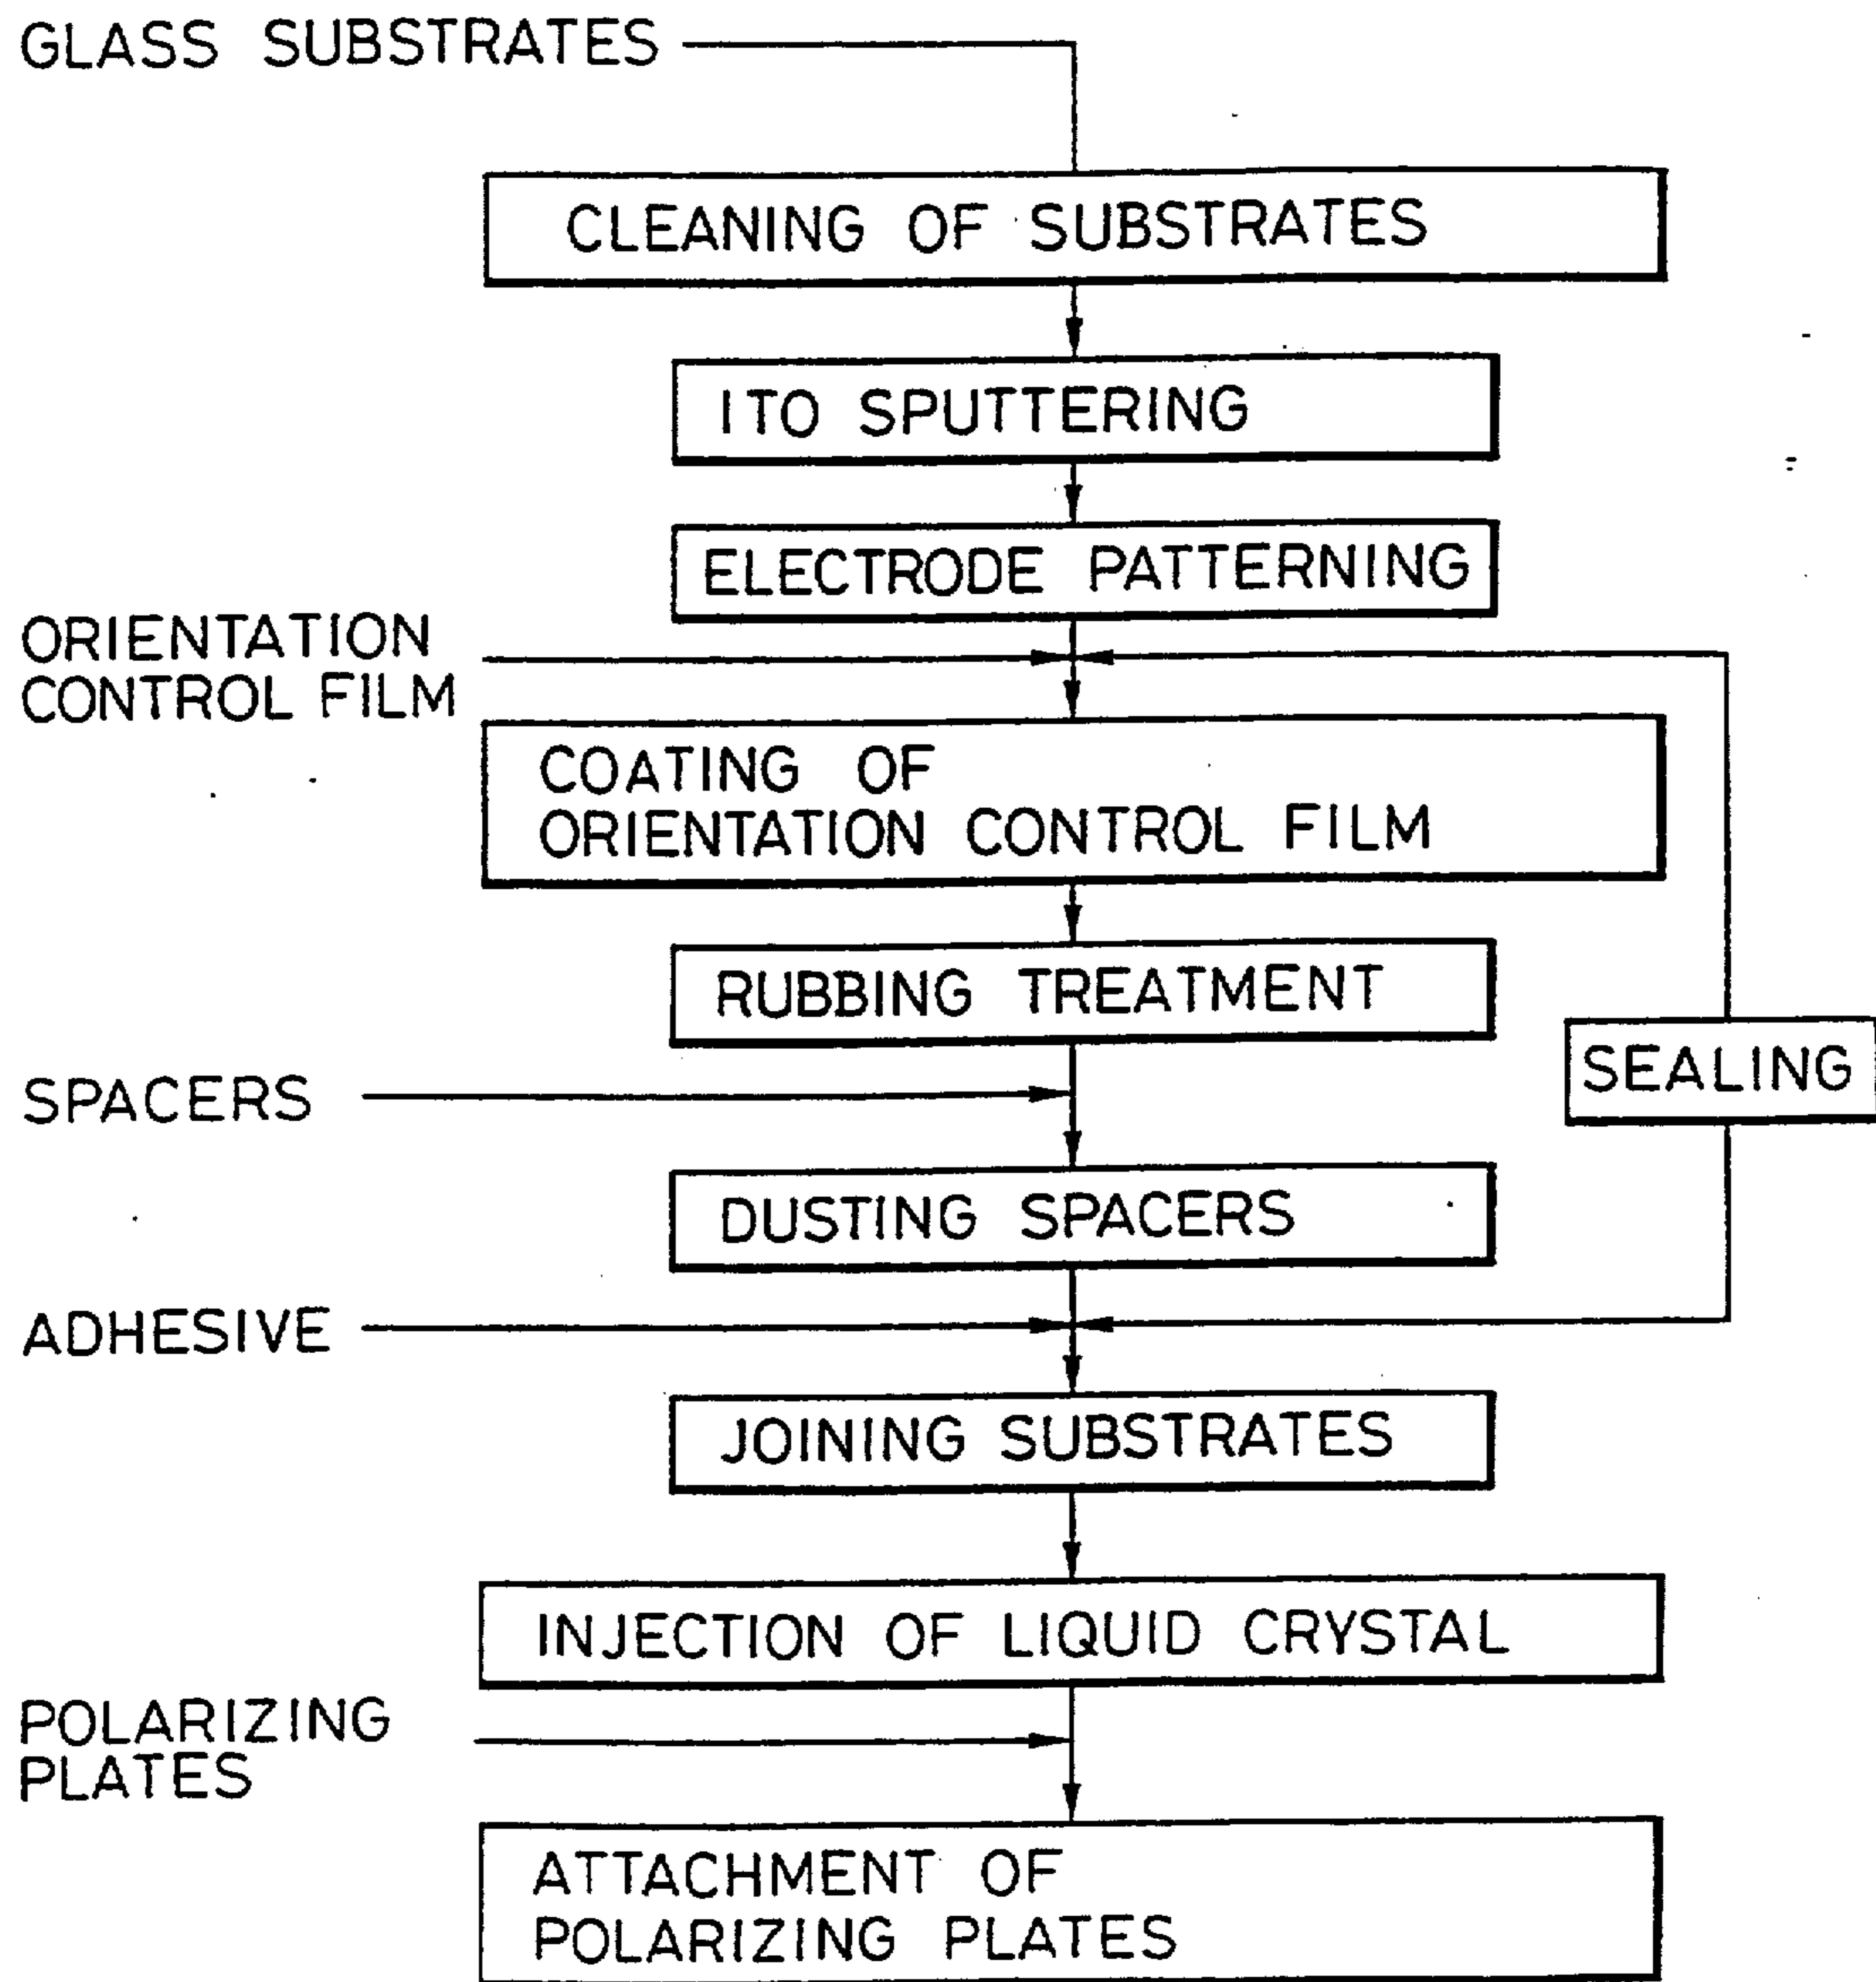 GLASS SUBSTRATES
CLEANING OF SUBSTRATES
ITO SPUTTERING
ELECTRODE PATTERNING
ORIENTATION
CONTROL FILM
COATING OF
ORIENTATION CONTROL FILM
RUBBING TREATMENT
SEALING
SPACERS
DUSTING SPACERS
ADHESIVE
JOINING SUBSTRATES
INJECTION OF LIQUID CRYSTAL
POLARIZING
PLATES
ATTACHMENT OF
POLARIZING PLATES